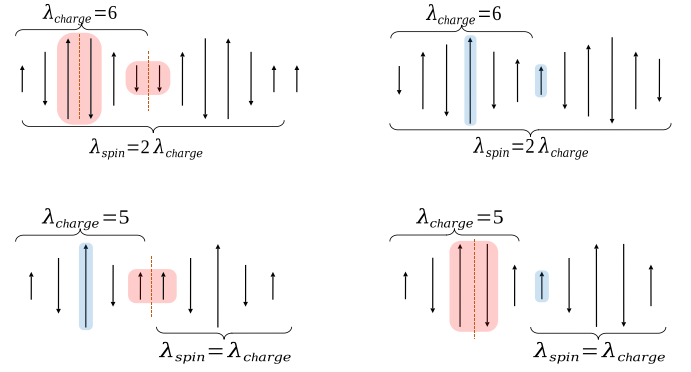 λcharge=6
λcharge=6
λspin=2 λcharge
λspin=2 λcharge
λcharge=5
λcharge=5
λspin=λcharge
λspin=λcharge